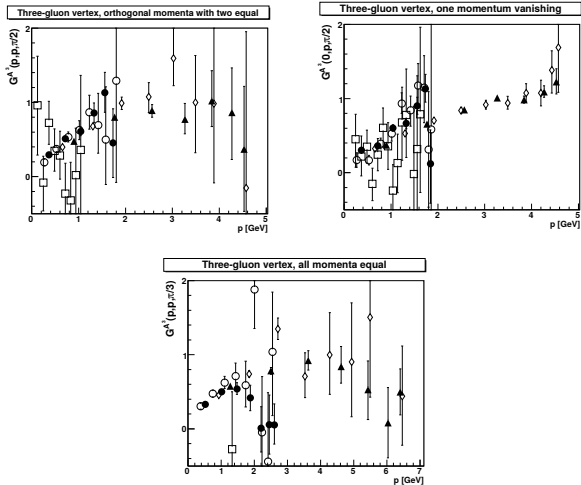 Three-gluon vertex, orthogonal momenta with two equal
G^{A^3}(p,p,π/2)
2
1
0
0 1 2 3 4 5
p [GeV]
Three-gluon vertex, one momentum vanishing
G^{A^3}(0,p,π/2)
2
1
0
0 1 2 3 4 5
p [GeV]
Three-gluon vertex, all momenta equal
G^{A^3}(p,p,π/3)
2
1
0
0 1 2 3 4 5 6 7
p [GeV]